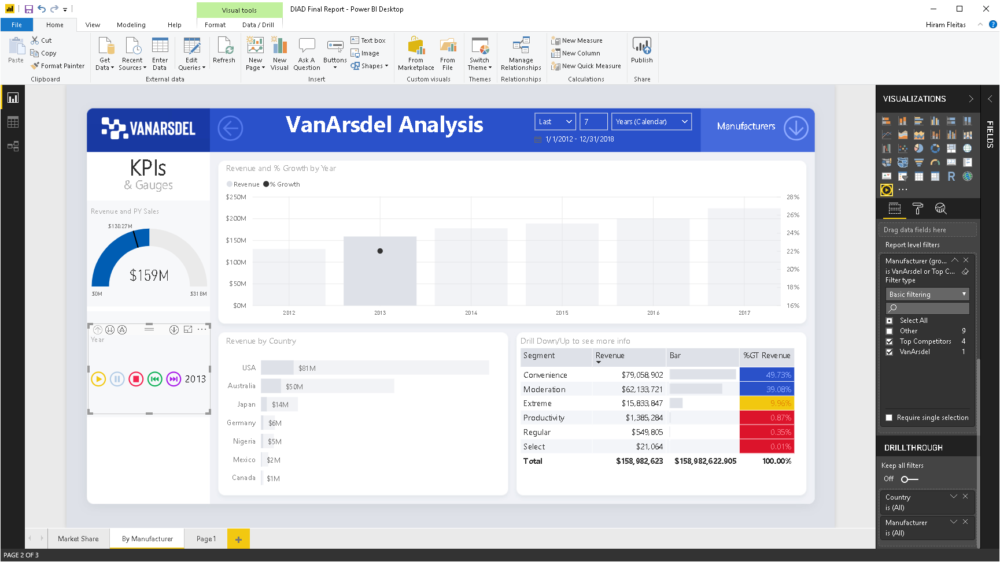 Visual tools
DIAD Final Report - Power BI Desktop
File
Home
View
Modeling
Help
Format
Data / Drill
Hiram Fleitas
Paste
Cut
Copy
Format Painter
Clipboard
Get Data
Recent Sources
Enter Data
Edit Queries
Refresh
External data
New Page
New Visual
Ask A Question
Buttons
Text box
Image
Shapes
Insert
From Marketplace
From File
Custom visuals
Switch Theme
Themes
Manage Relationships
Relationships
New Measure
New Column
New Quick Measure
Calculations
Publish
Share
VANARSDEL
VanArsdel Analysis
Last
7
Years (Calendar)
1/1/2012 - 12/31/2018
Manufacturers
KPIs
& Gauges
Revenue and PY Sales
$130.27M
$159M
$0M
$318M
Year
2013
Revenue and % Growth by Year
Revenue
% Growth
$250M
$200M
$150M
$100M
$50M
$0M
28%
26%
24%
22%
20%
18%
16%
2012
2013
2014
2015
2016
2017
Revenue by Country
USA $81M
Australia $50M
Japan $14M
Germany $6M
Nigeria $5M
Mexico $2M
Canada $1M
Drill Down/Up to see more info
Segment Revenue Bar %GT Revenue
Convenience $79,058,902 49.73%
Moderation $62,133,721 39.08%
Extreme $15,833,847 9.96%
Productivity $1,385,284 0.87%
Regular $549,805 0.35%
Select $21,064 0.01%
Total $158,982,623 $158,982,622.905 100.00%
VISUALIZATIONS
FIELDS
R
Drag data fields here
Report level filters
Manufacturer (gro...
is VanArsdel or Top C...
Filter type
Basic filtering
Select All
Other 9
Top Competitors 4
VanArsdel 1
Require single selection
DRILLTHROUGH
Keep all filters
Off
Country
is (All)
Manufacturer
is (All)
Market Share
By Manufacturer
Page 1
PAGE 2 OF 3